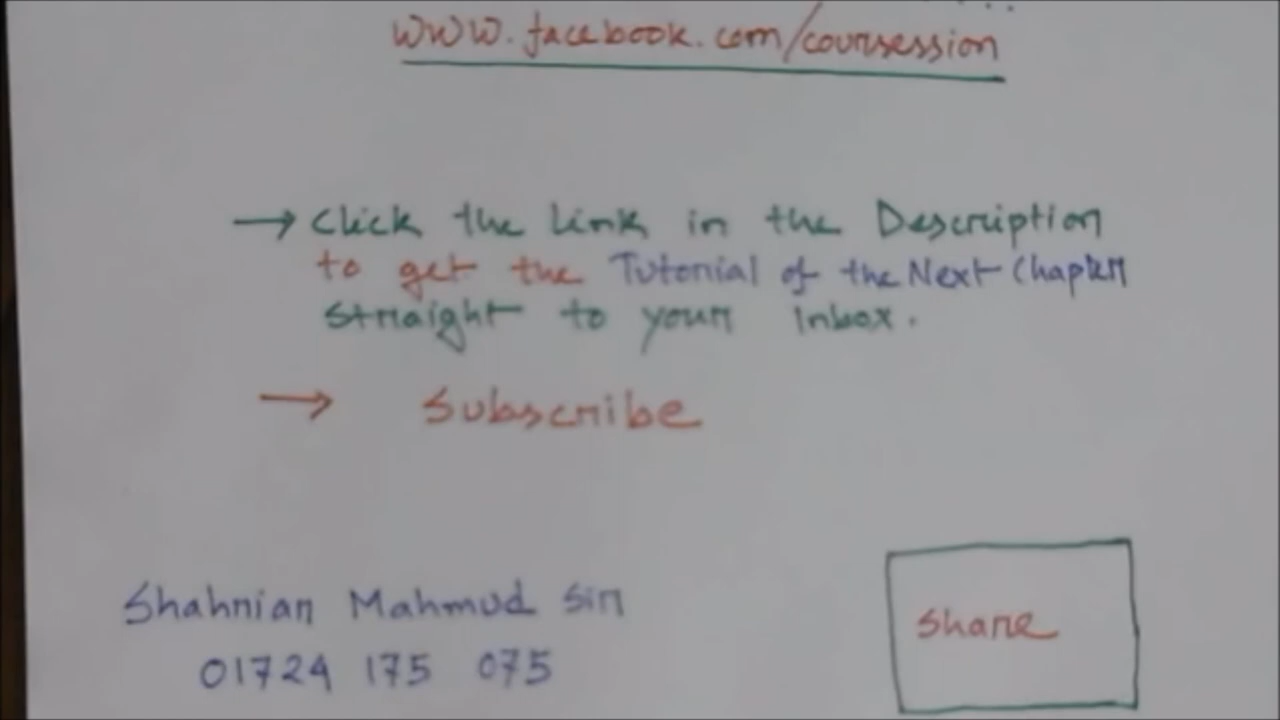 www.facebook.com/coursession
→ Click the link in the Description
to get the Tutorial of the Next Chapter
straight to your Inbox.
→ Subscribe
Shahriar Mahmud Sir
01724 175 075
Share